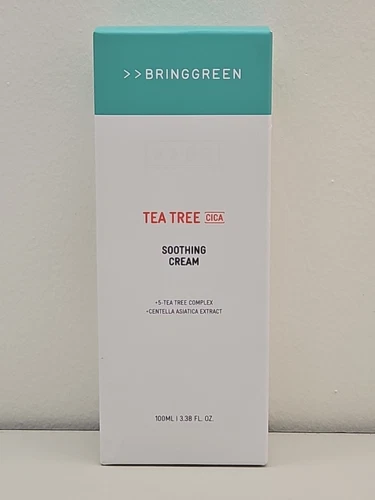 >>BRINGGREEN
TEA TREE CICA
SOOTHING
CREAM
+5-TEA TREE COMPLEX
+CENTELLA ASIATICA EXTRACT
100ML | 3.38 FL. OZ.